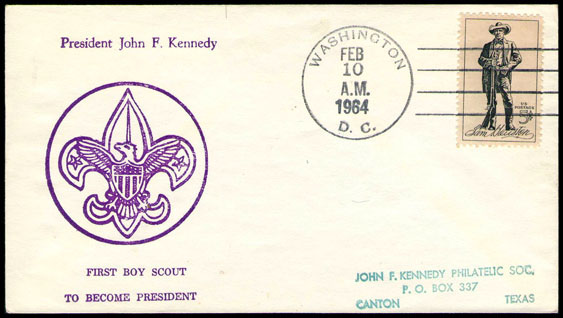 President John F. Kennedy
WASHINGTON
FEB
10
A.M.
1964
D. C.
U.S.
POSTAGE
5¢
Sam Houston
FIRST BOY SCOUT
TO BECOME PRESIDENT
JOHN F. KENNEDY PHILATELIC SOC,
P. O. BOX 337
CANTON TEXAS